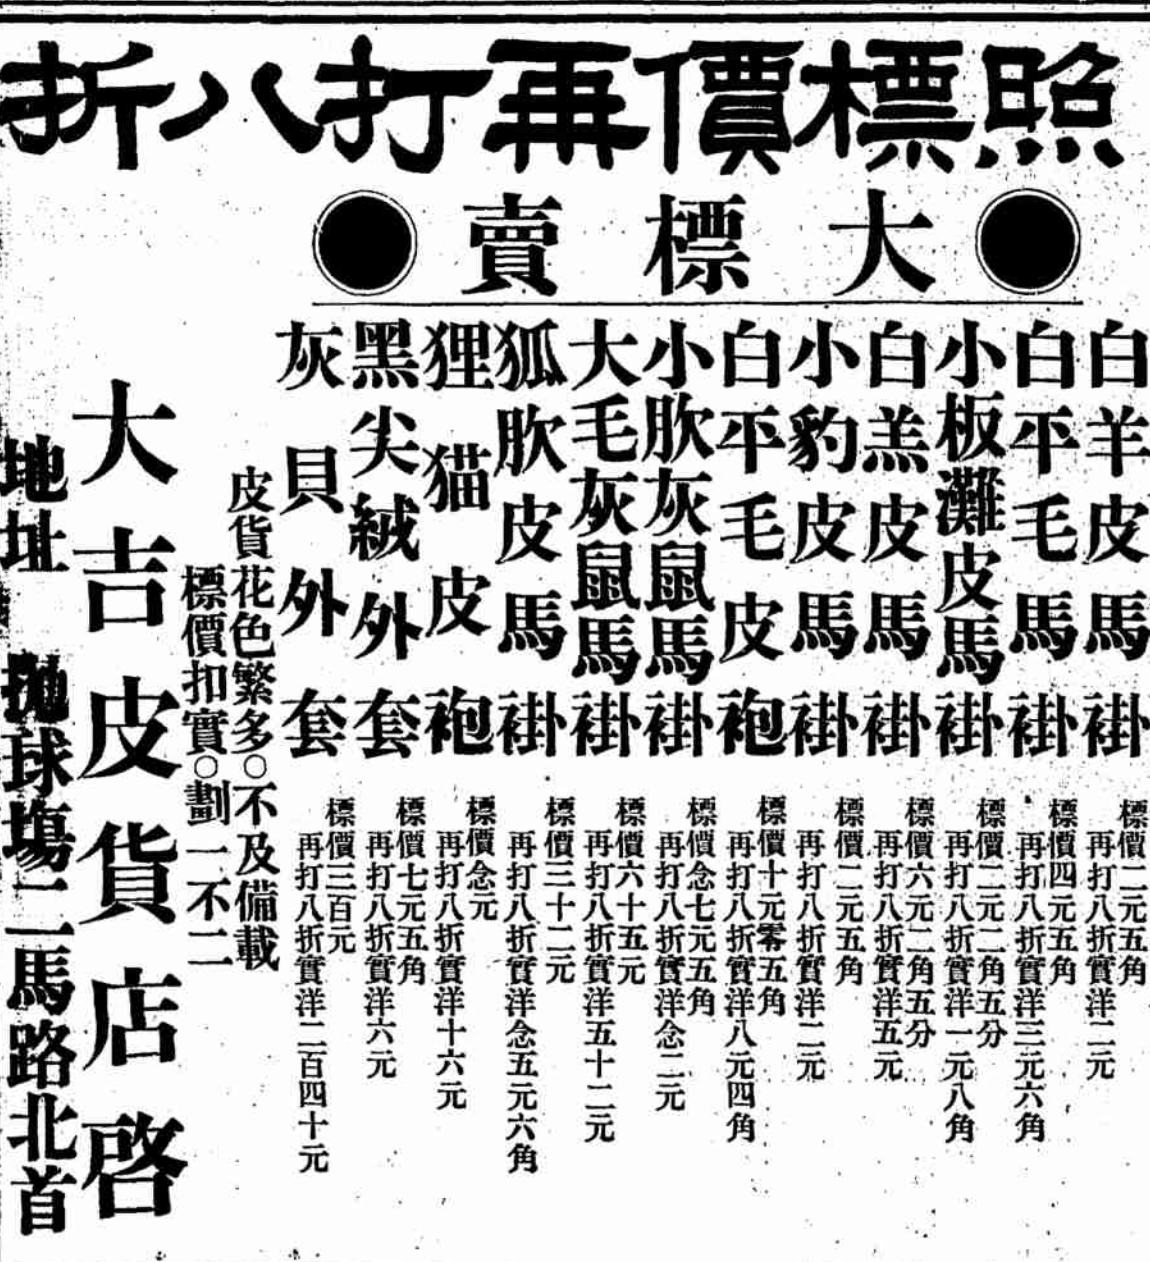 照標價再打八折
●大標賣●
白羊皮馬褂
標價二元五角
再打八折實洋二元
白平毛馬褂
標價四元五角
再打八折實洋三元六角
小板灘皮馬褂
標價二元二角五分
再打八折實洋一元八角
白羔皮馬褂
標價六元二角五分
再打八折實洋五元
小豹皮馬褂
標價二元五角
再打八折實洋二元
白平毛皮袍
標價十元零五角
再打八折實洋八元四角
小肷灰鼠馬褂
標價念七元五角
再打八折實洋念二元
大毛灰鼠馬褂
標價六十五元
再打八折實洋五十二元
狐肷皮馬褂
標價三十二元
再打八折實洋念五元六角
狸猫皮袍
標價念元
再打八折實洋十六元
黑尖絨外套
標價七元五角
再打八折實洋六元
灰貝外套
標價三百元
再打八折實洋二百四十元
皮貨花色繁多○不及備載
標價扣實○劃一不二
大吉皮貨店啓
地址 拋球塲二馬路北首